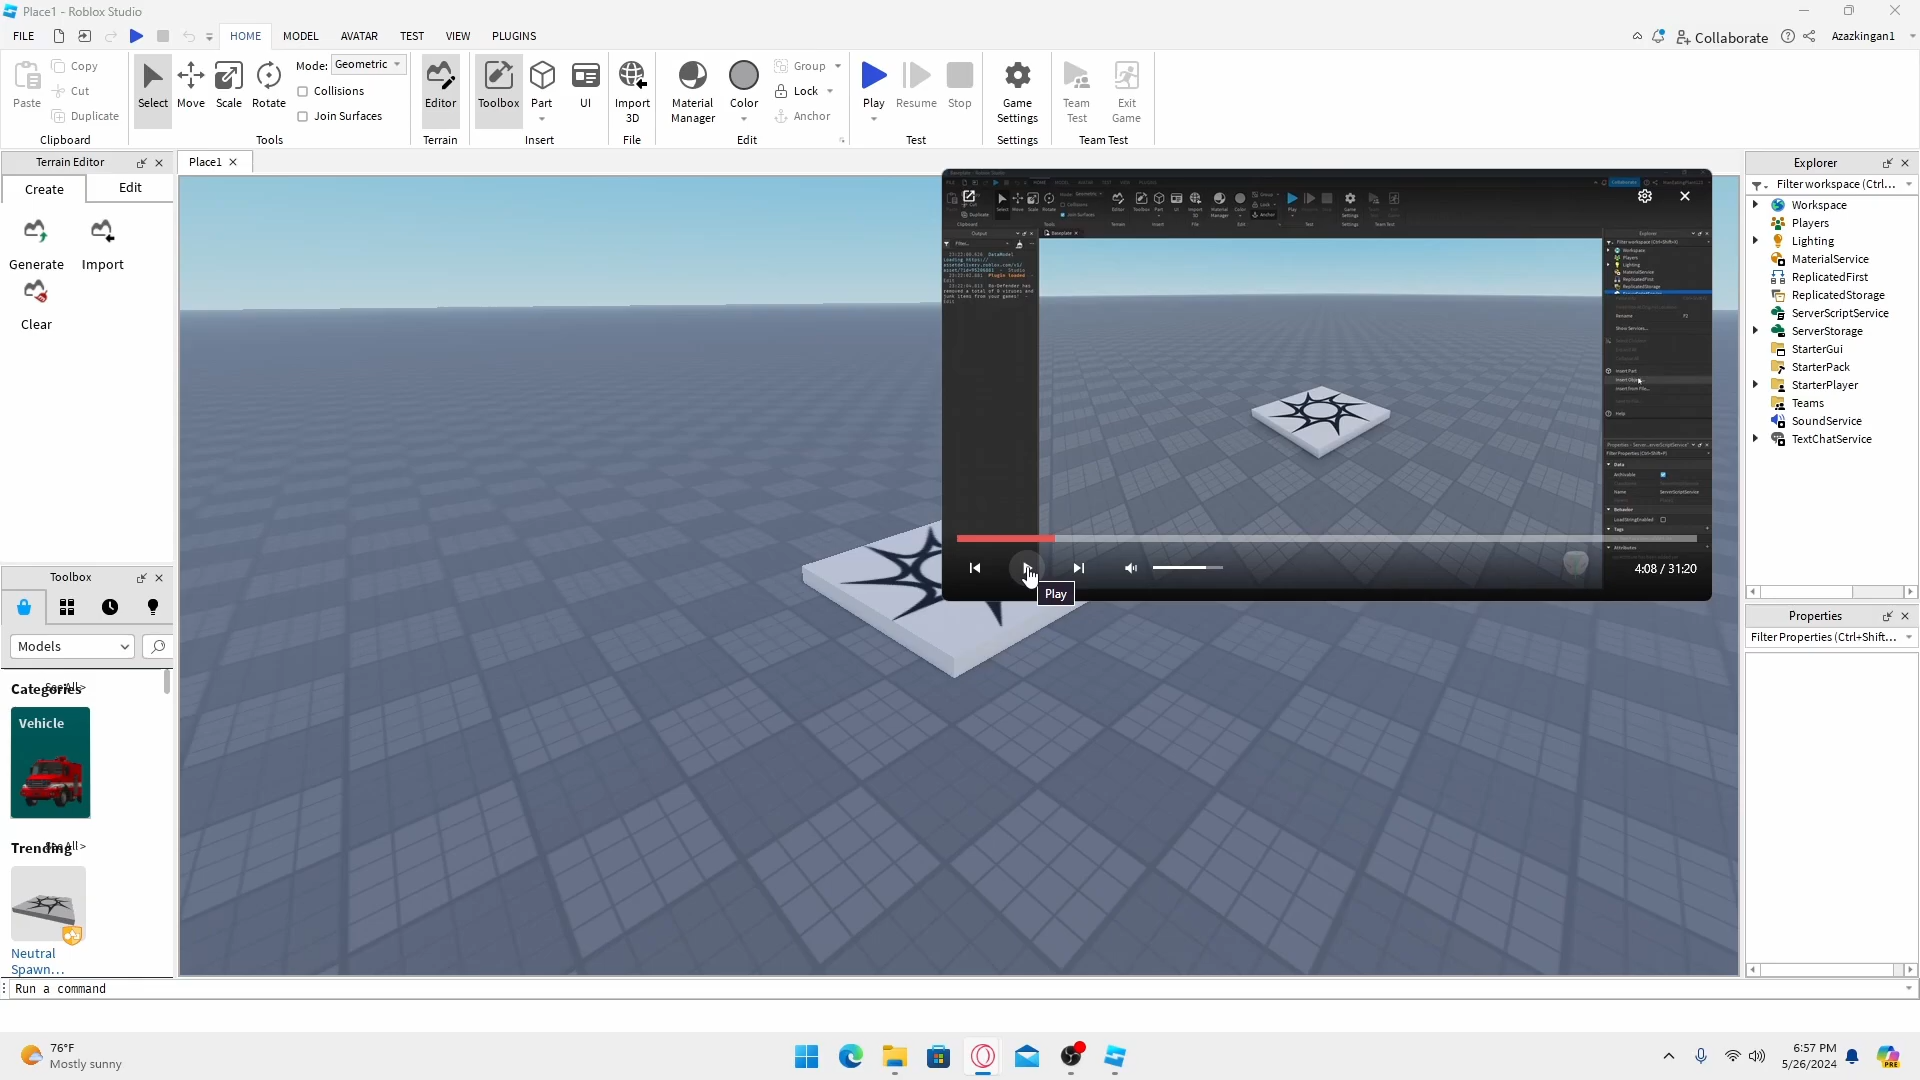 Place1 - Roblox Studio
FILE HOME MODEL AVATAR TEST VIEW PLUGINS Collaborate Azazkingan1
Paste Copy Cut Duplicate Clipboard
Select Move Scale Rotate Mode: Geometric Collisions Join Surfaces Tools
Editor Terrain
Toolbox Part UI Insert
Import 3D File
Material Manager Color Group Lock Anchor Edit
Play Resume Stop Test
Game Settings Settings
Team Test Exit Game Team Test
Terrain Editor
Create Edit
Generate Import
Clear
Toolbox
Models
Categories See All >
Vehicle
Trending See All >
Neutral
Spawn...
Place1
4:08 / 31:20
Play
Explorer
Filter workspace (Ctrl...
Workspace
Players
Lighting
MaterialService
ReplicatedFirst
ReplicatedStorage
ServerScriptService
ServerStorage
StarterGui
StarterPack
StarterPlayer
Teams
SoundService
TextChatService
Properties
Filter Properties (Ctrl+Shift...
Run a command
76°F
Mostly sunny
6:57 PM
5/26/2024
PRE